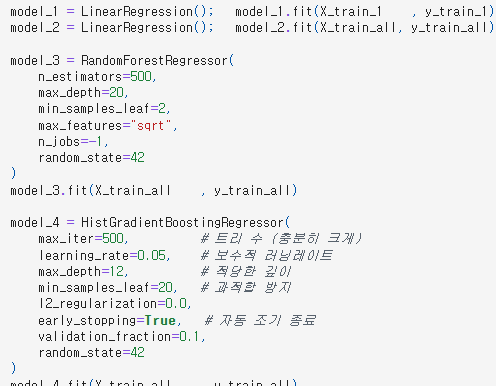 model_1 = LinearRegression();   model_1.fit(X_train_1    , y_train_1)
model_2 = LinearRegression();   model_2.fit(X_train_all, y_train_all)

model_3 = RandomForestRegressor(
    n_estimators=500,
    max_depth=20,
    min_samples_leaf=2,
    max_features="sqrt",
    n_jobs=-1,
    random_state=42
)
model_3.fit(X_train_all    , y_train_all)

model_4 = HistGradientBoostingRegressor(
    max_iter=500,          # 트리 수 (충분히 크게)
    learning_rate=0.05,    # 보수적 러닝레이트
    max_depth=12,          # 적당한 깊이
    min_samples_leaf=20,   # 과적합 방지
    l2_regularization=0.0,
    early_stopping=True,   # 자동 조기 종료
    validation_fraction=0.1,
    random_state=42
)
model_4.fit(X_train_all    , y_train_all)